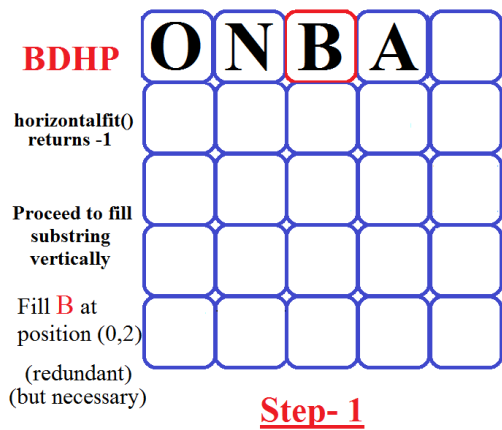 BDHP
O N B A
horizontalfit()
returns -1
Proceed to fill
substring
vertically
Fill B at
position (0,2)
(redundant)
(but necessary)
Step- 1